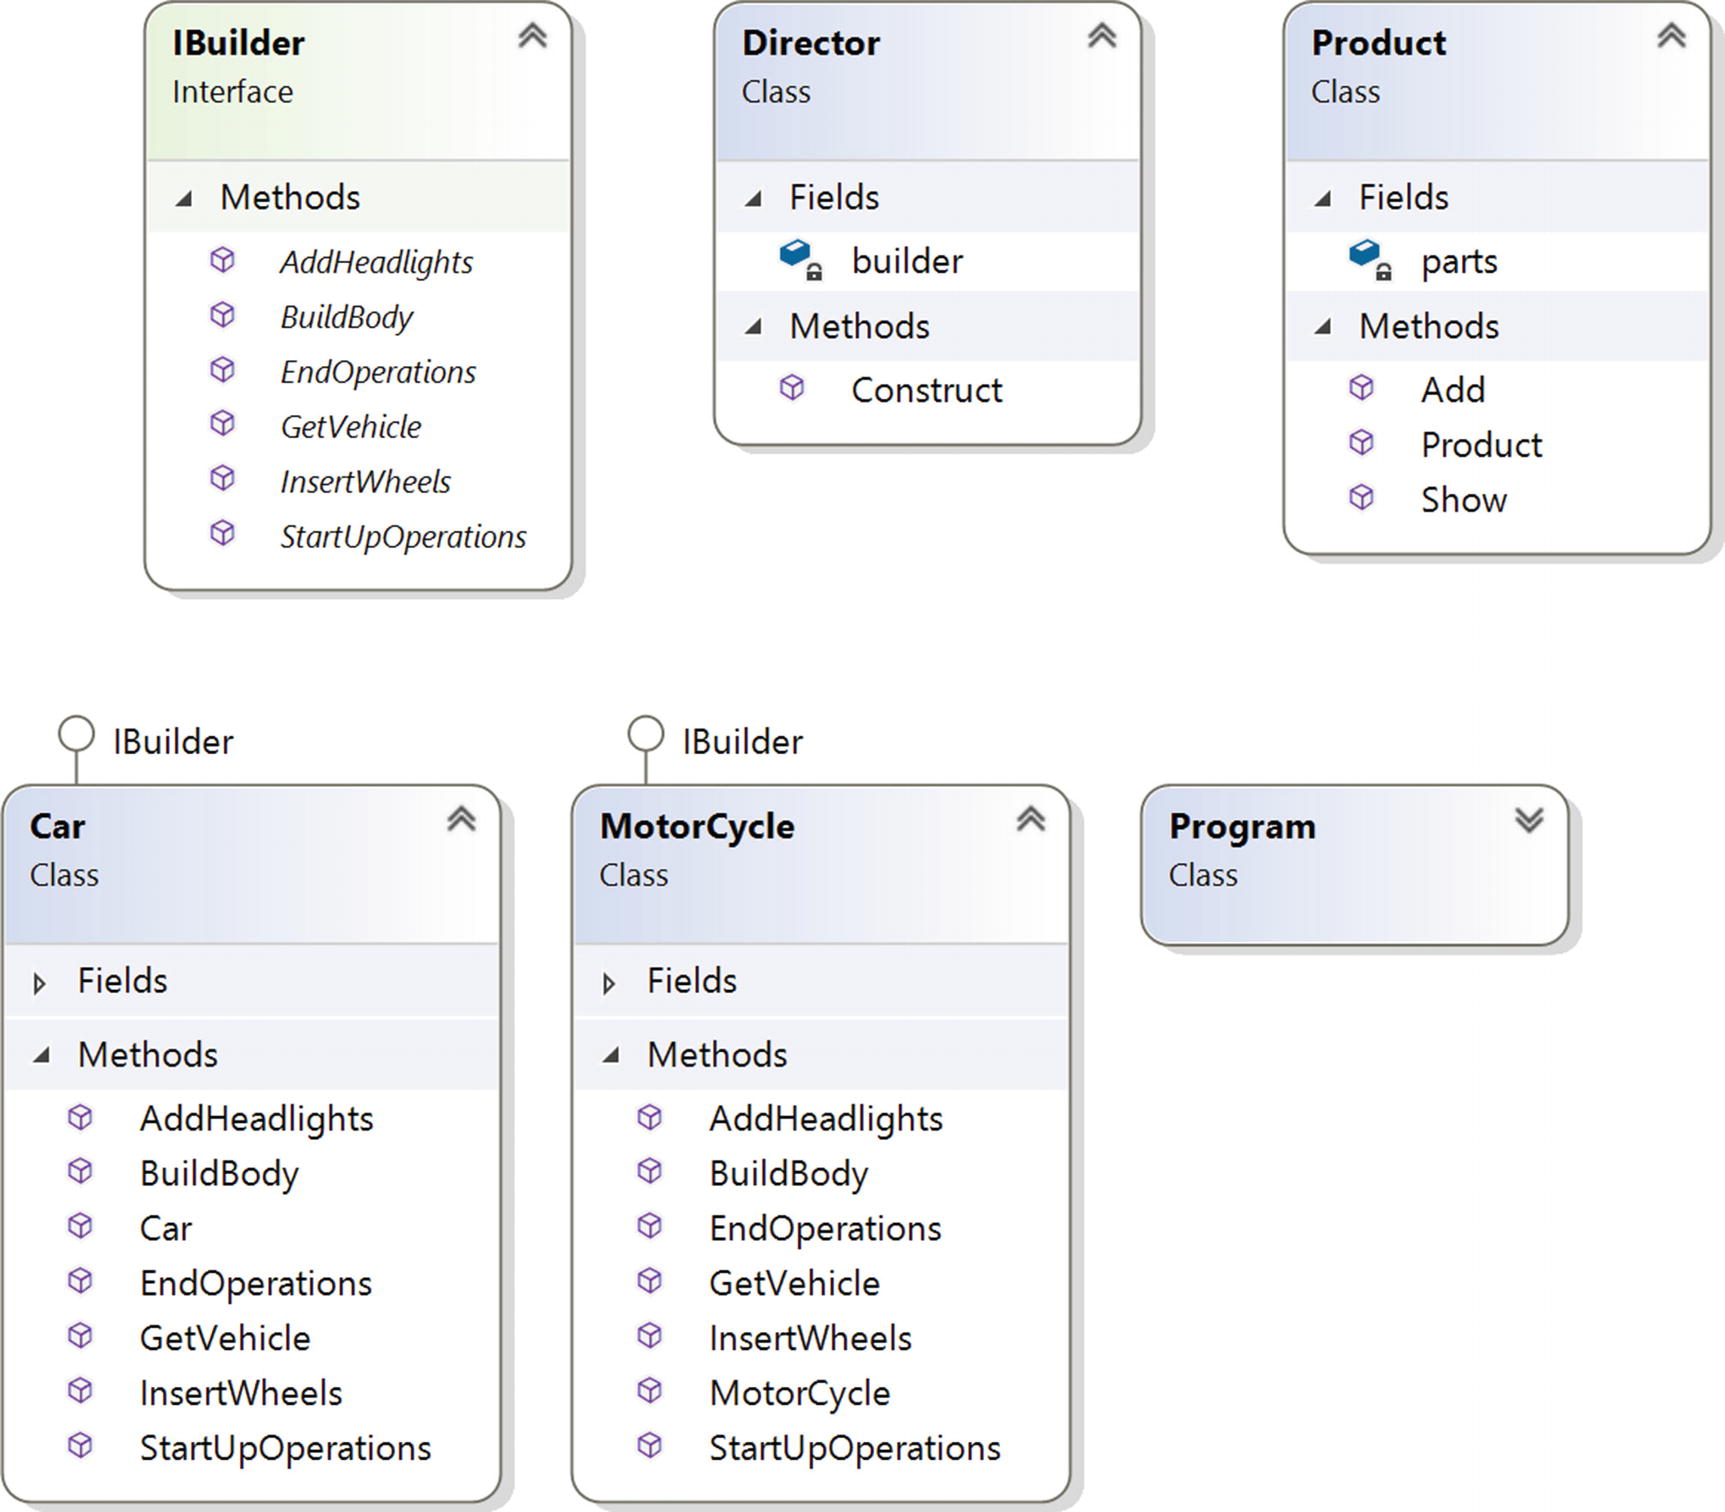 IBuilder
Interface
Methods
AddHeadlights
BuildBody
EndOperations
GetVehicle
InsertWheels
StartUpOperations
Director
Class
Fields
builder
Methods
Construct
Product
Class
Fields
parts
Methods
Add
Product
Show
IBuilder
Car
Class
Fields
Methods
AddHeadlights
BuildBody
Car
EndOperations
GetVehicle
InsertWheels
StartUpOperations
IBuilder
MotorCycle
Class
Fields
Methods
AddHeadlights
BuildBody
EndOperations
GetVehicle
InsertWheels
MotorCycle
StartUpOperations
Program
Class